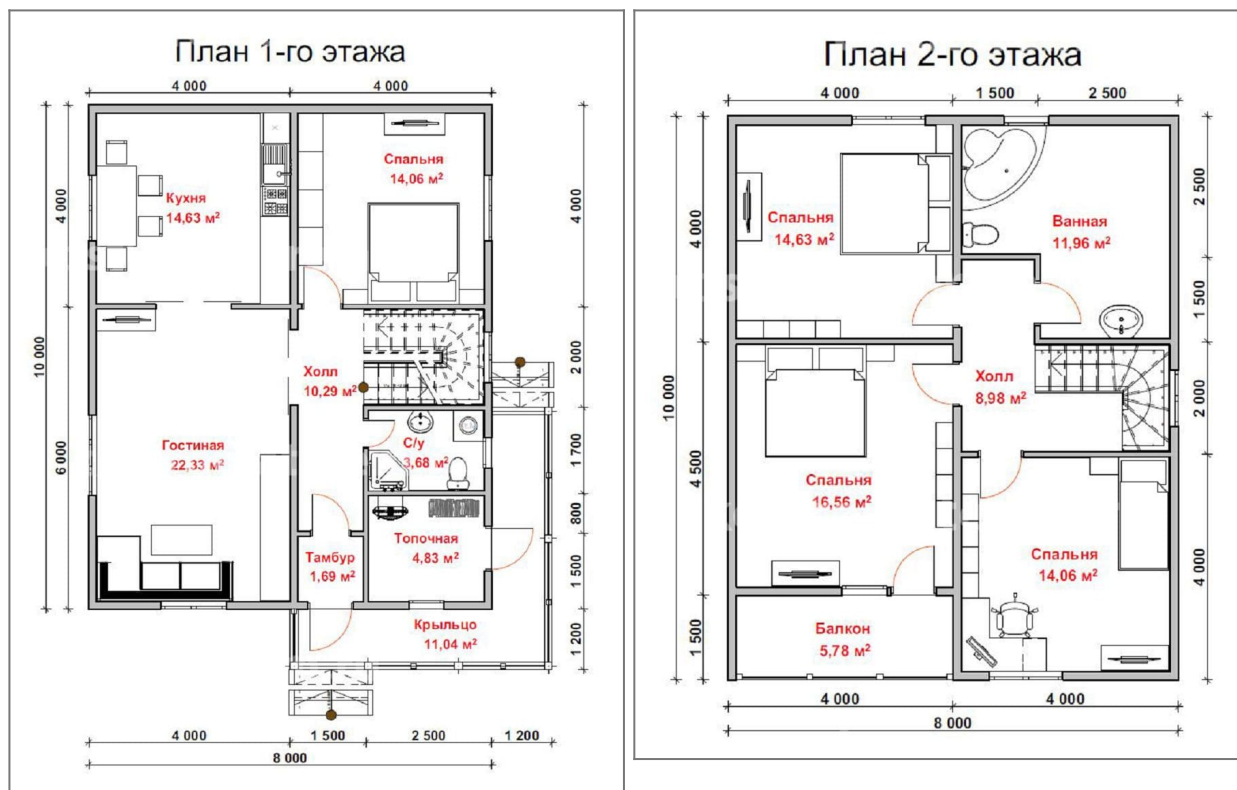 План 1-го этажа
4 000
4 000
10 000
4 000
6 000
4 000
2 000
1 700
800
1 500
1 200
Кухня
14,63 м²
Спальня
14,06 м²
Холл
10,29 м²
Гостиная
22,33 м²
С/у
3,68 м²
Топочная
4,83 м²
Тамбур
1,69 м²
Крыльцо
11,04 м²
4 000
1 500
2 500
1 200
8 000
План 2-го этажа
4 000
1 500
2 500
10 000
4 000
4 500
1 500
2 500
1 500
2 000
4 000
Спальня
14,63 м²
Ванная
11,96 м²
Холл
8,98 м²
Спальня
16,56 м²
Спальня
14,06 м²
Балкон
5,78 м²
4 000
4 000
8 000